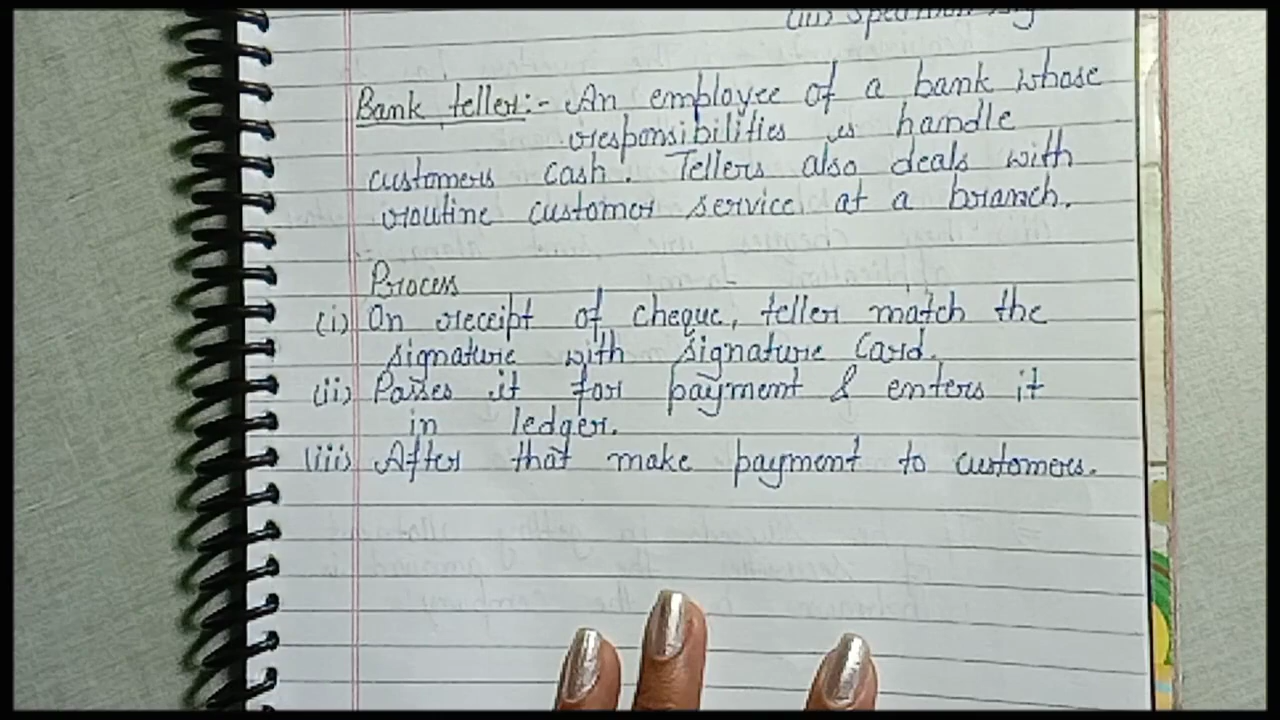 (iii) Specimen
Bank teller:- An employee of a bank whose
responsibilities is handle
customers cash. Tellers also deals with
routine customer service at a branch.
Process
(i) On receipt of cheque, teller match the
signature with signature Card.
(ii) Passes it for payment & enters it
in ledger.
(iii) After that make payment to customers.